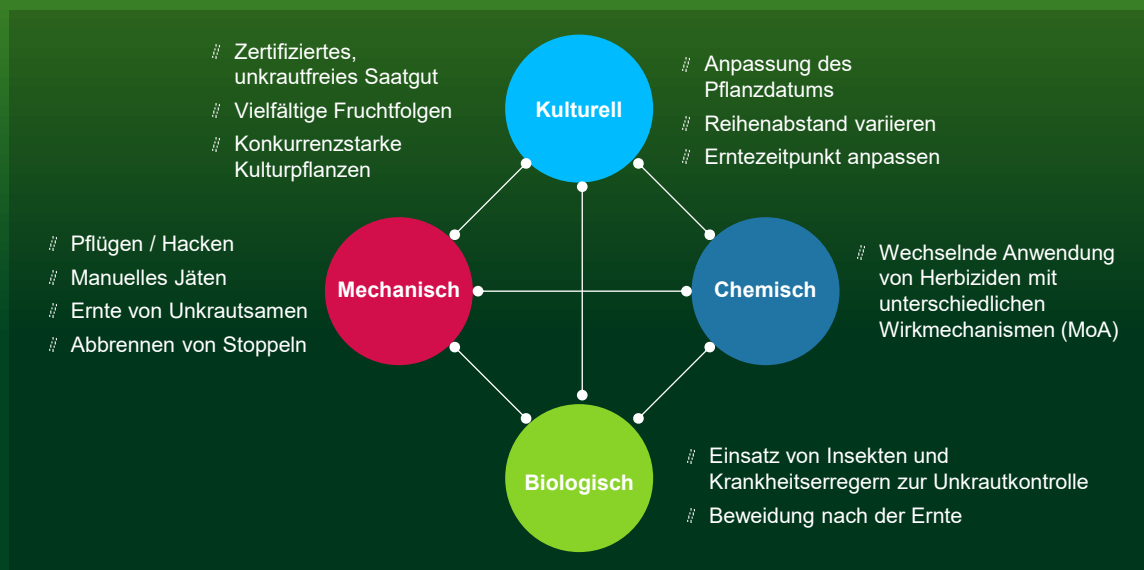 Zertifiziertes,
unkrautfreies Saatgut
Vielfältige Fruchtfolgen
Konkurrenzstarke
Kulturpflanzen
Kulturell
Anpassung des
Pflanzdatums
Reihenabstand variieren
Erntezeitpunkt anpassen
Pflügen / Hacken
Manuelles Jäten
Ernte von Unkrautsamen
Abbrennen von Stoppeln
Mechanisch
Chemisch
Wechselnde Anwendung
von Herbiziden mit
unterschiedlichen
Wirkmechanismen (MoA)
Biologisch
Einsatz von Insekten und
Krankheitserregern zur Unkrautkontrolle
Beweidung nach der Ernte